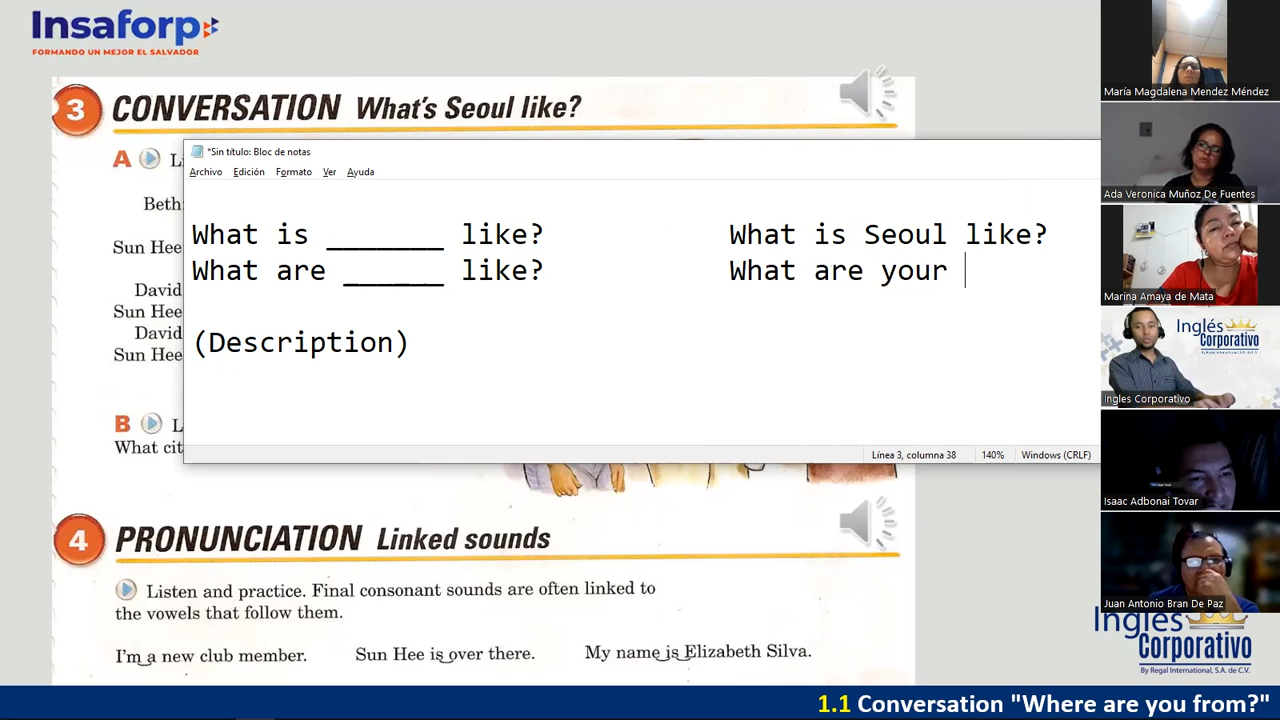 Insaforp
FORMANDO UN MEJOR EL SALVADOR
3 CONVERSATION What's Seoul like?
A Li
Beth
Sun Hee
David
Sun Hee
David
Sun Hee
B L
What cit
*Sin título: Bloc de notas
Archivo Edición Formato Ver Ayuda
What is _______ like? What is Seoul like?
What are ______ like? What are your
(Description)
Línea 3, columna 38 140% Windows (CRLF)
4 PRONUNCIATION Linked sounds
Listen and practice. Final consonant sounds are often linked to
the vowels that follow them.
I'm a new club member. Sun Hee is over there. My name is Elizabeth Silva.
María Magdalena Mendez Méndez
Ada Veronica Muñoz De Fuentes
Marina Amaya de Mata
Inglés
Corporativo
By Regal International, S.A. de C.V.
Ingles Corporativo
Isaac Adbonai Tovar
Juan Antonio Bran De Paz
Inglés
Corporativo
By Regal International, S.A. de C.V.
1.1 Conversation "Where are you from?"